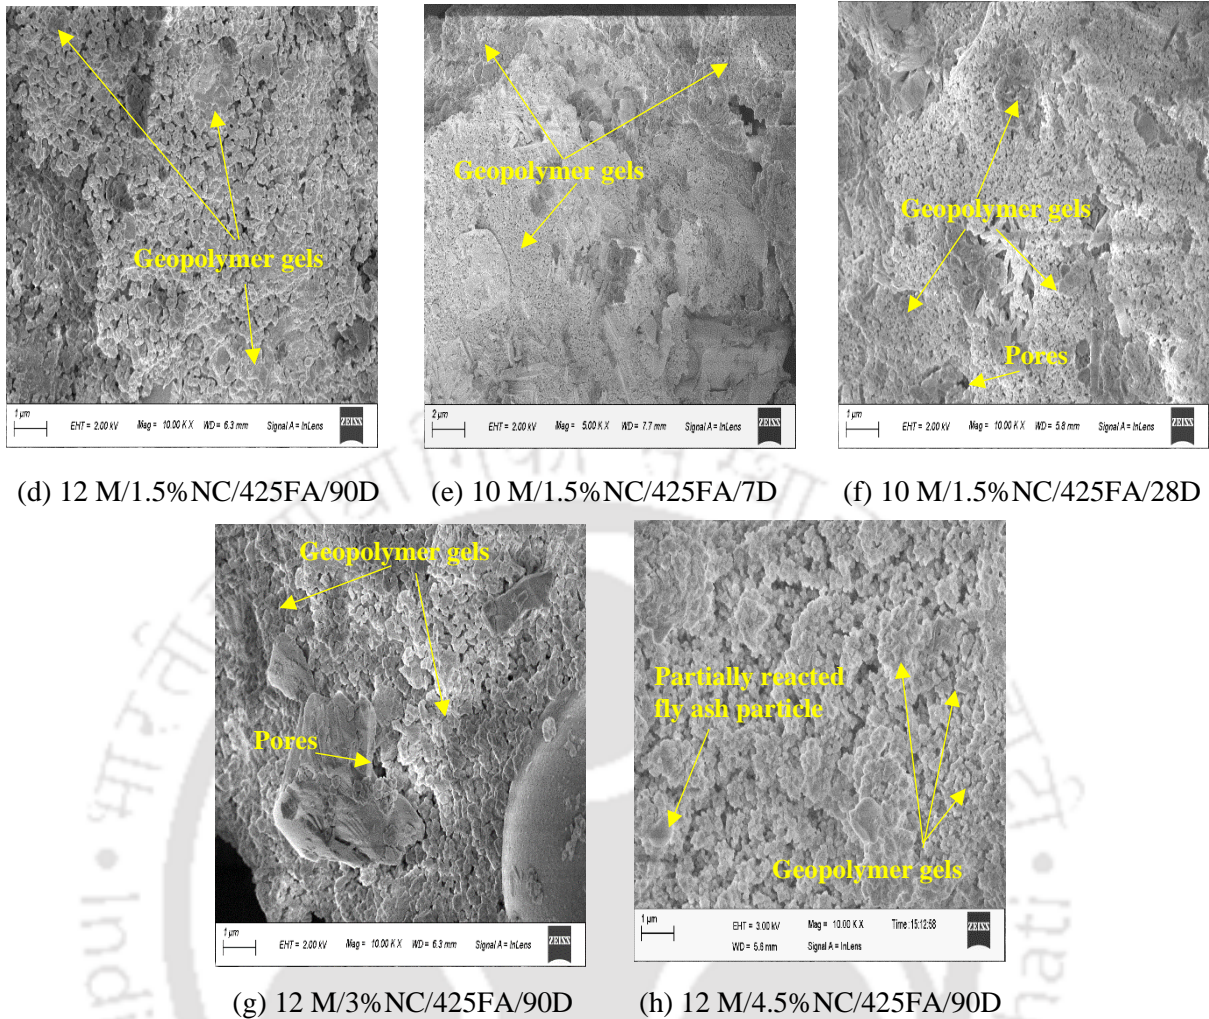 Geopolymer gels
1 µm
EHT = 2.00 kV Mag = 10.00 K X WD = 6.3 mm Signal A = InLens
ZEISS
(d) 12 M/1.5%NC/425FA/90D
Geopolymer gels
2 µm
EHT = 2.00 kV Mag = 5.00 K X WD = 7.7 mm Signal A = InLens
ZEISS
(e) 10 M/1.5%NC/425FA/7D
Geopolymer gels
Pores
1 µm
EHT = 2.00 kV Mag = 10.00 K X WD = 5.8 mm Signal A = InLens
ZEISS
(f) 10 M/1.5%NC/425FA/28D
Geopolymer gels
Pores
1 µm
EHT = 2.00 kV Mag = 10.00 K X WD = 6.3 mm Signal A = InLens
ZEISS
(g) 12 M/3%NC/425FA/90D
Partially reacted
fly ash particle
Geopolymer gels
1 µm
EHT = 3.00 kV Mag = 10.00 K X Time :15:12:58
WD = 5.6 mm Signal A = InLens
ZEISS
(h) 12 M/4.5%NC/425FA/90D